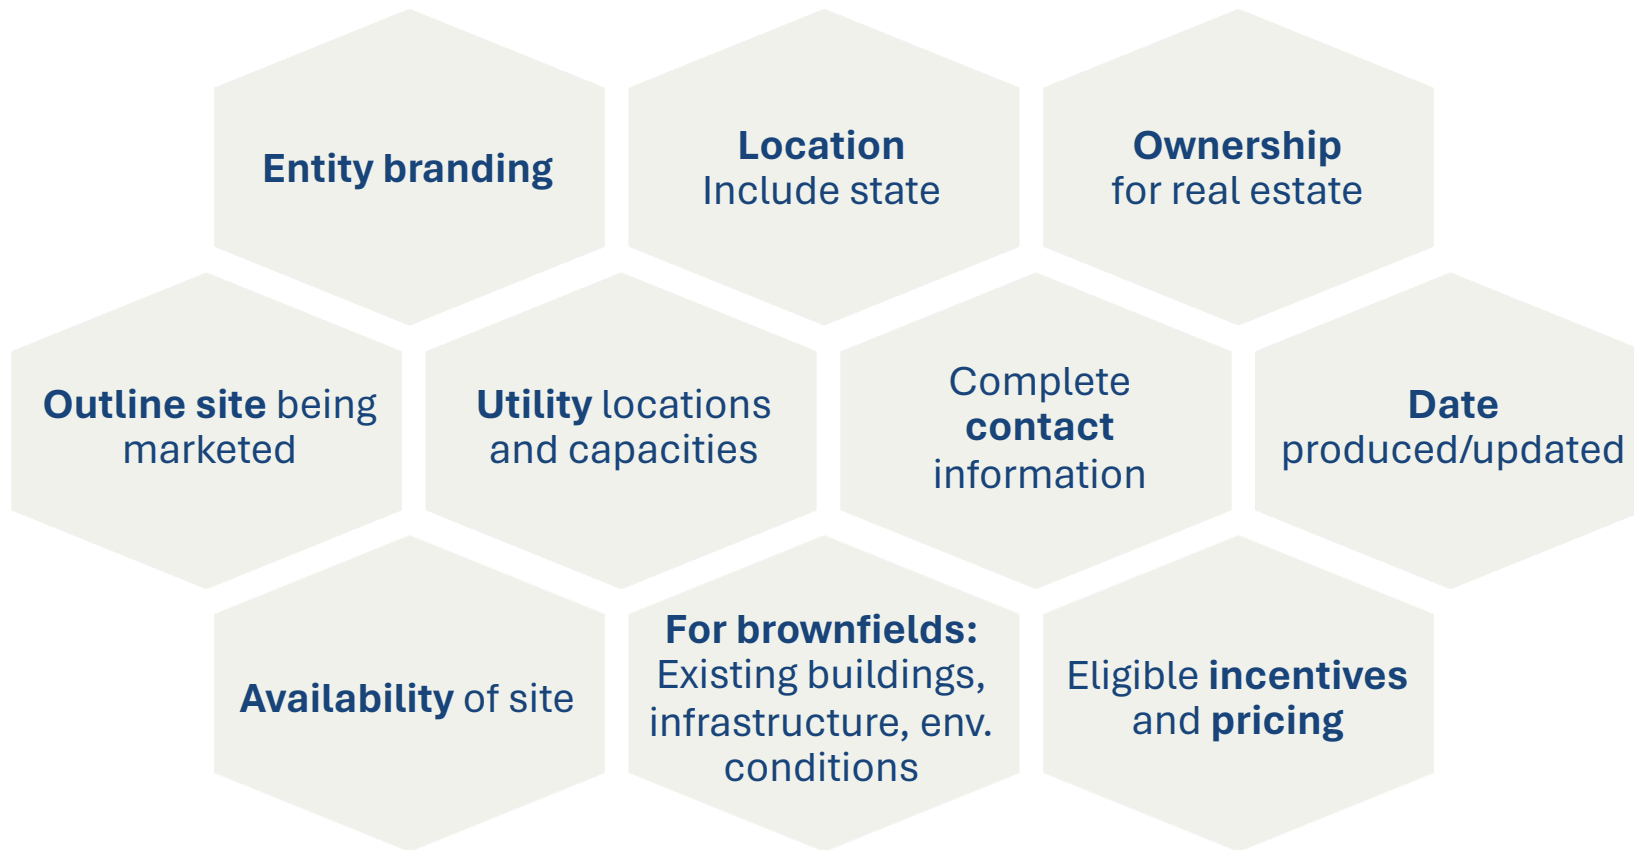 Entity branding
Location
Include state
Ownership
for real estate
Outline site being
marketed
Utility locations
and capacities
Complete
contact
information
Date
produced/updated
Availability of site
For brownfields:
Existing buildings,
infrastructure, env.
conditions
Eligible incentives
and pricing